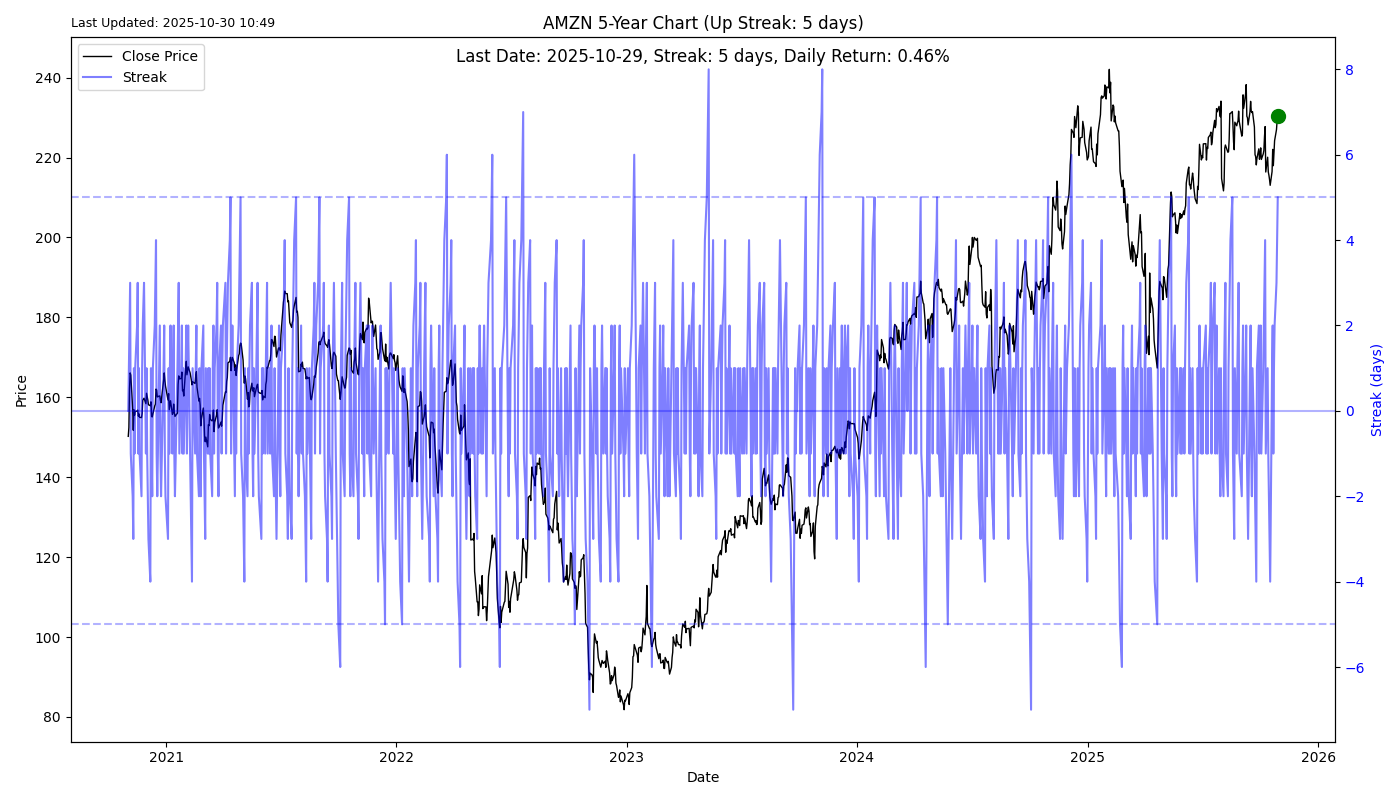 Last Updated: 2025-10-30 10:49
AMZN 5-Year Chart (Up Streak: 5 days)
Last Date: 2025-10-29, Streak: 5 days, Daily Return: 0.46%
Close Price
Streak
Price
240
220
200
180
160
140
120
100
80
8
6
4
2
0
−2
−4
−6
Streak (days)
2021 2022 2023 2024 2025 2026
Date